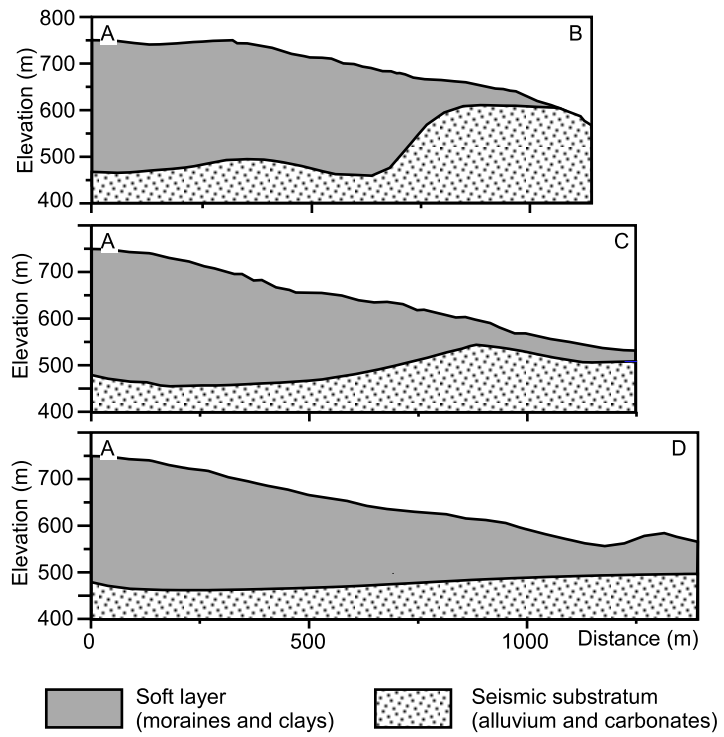 800
A
B
700
600
500
400
Elevation (m)
A
C
700
600
500
400
Elevation (m)
A
D
700
600
500
400
Elevation (m)
0
500
1000
Distance (m)
Soft layer
(moraines and clays)
Seismic substratum
(alluvium and carbonates)